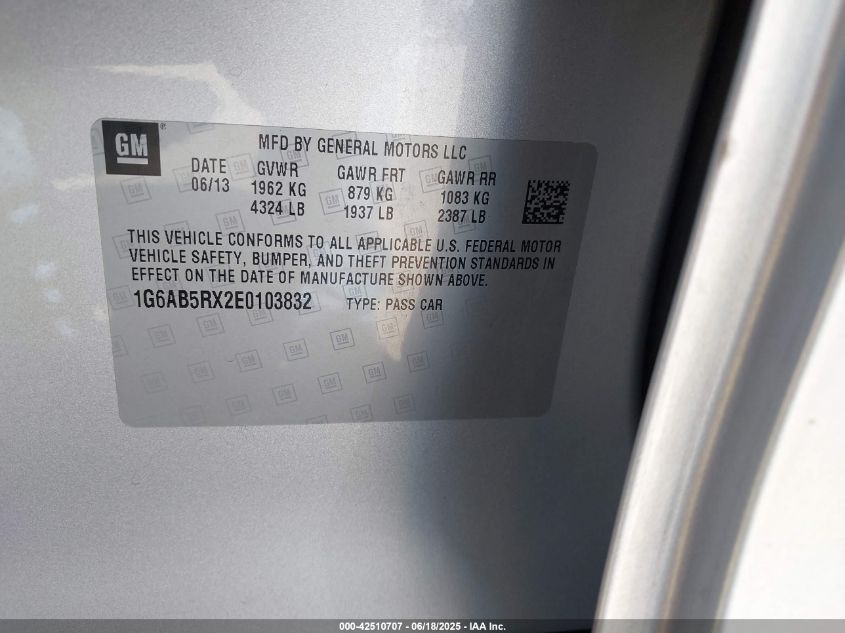 GM ®
MFD BY GENERAL MOTORS LLC
DATE GVWR GAWR FRT GAWR RR
06/13 1962 KG 879 KG 1083 KG
4324 LB 1937 LB 2387 LB
THIS VEHICLE CONFORMS TO ALL APPLICABLE U.S. FEDERAL MOTOR
VEHICLE SAFETY, BUMPER, AND THEFT PREVENTION STANDARDS IN
EFFECT ON THE DATE OF MANUFACTURE SHOWN ABOVE.
1G6AB5RX2E0103832 TYPE: PASS CAR
000-42510707 - 06/18/2025 - IAA Inc.